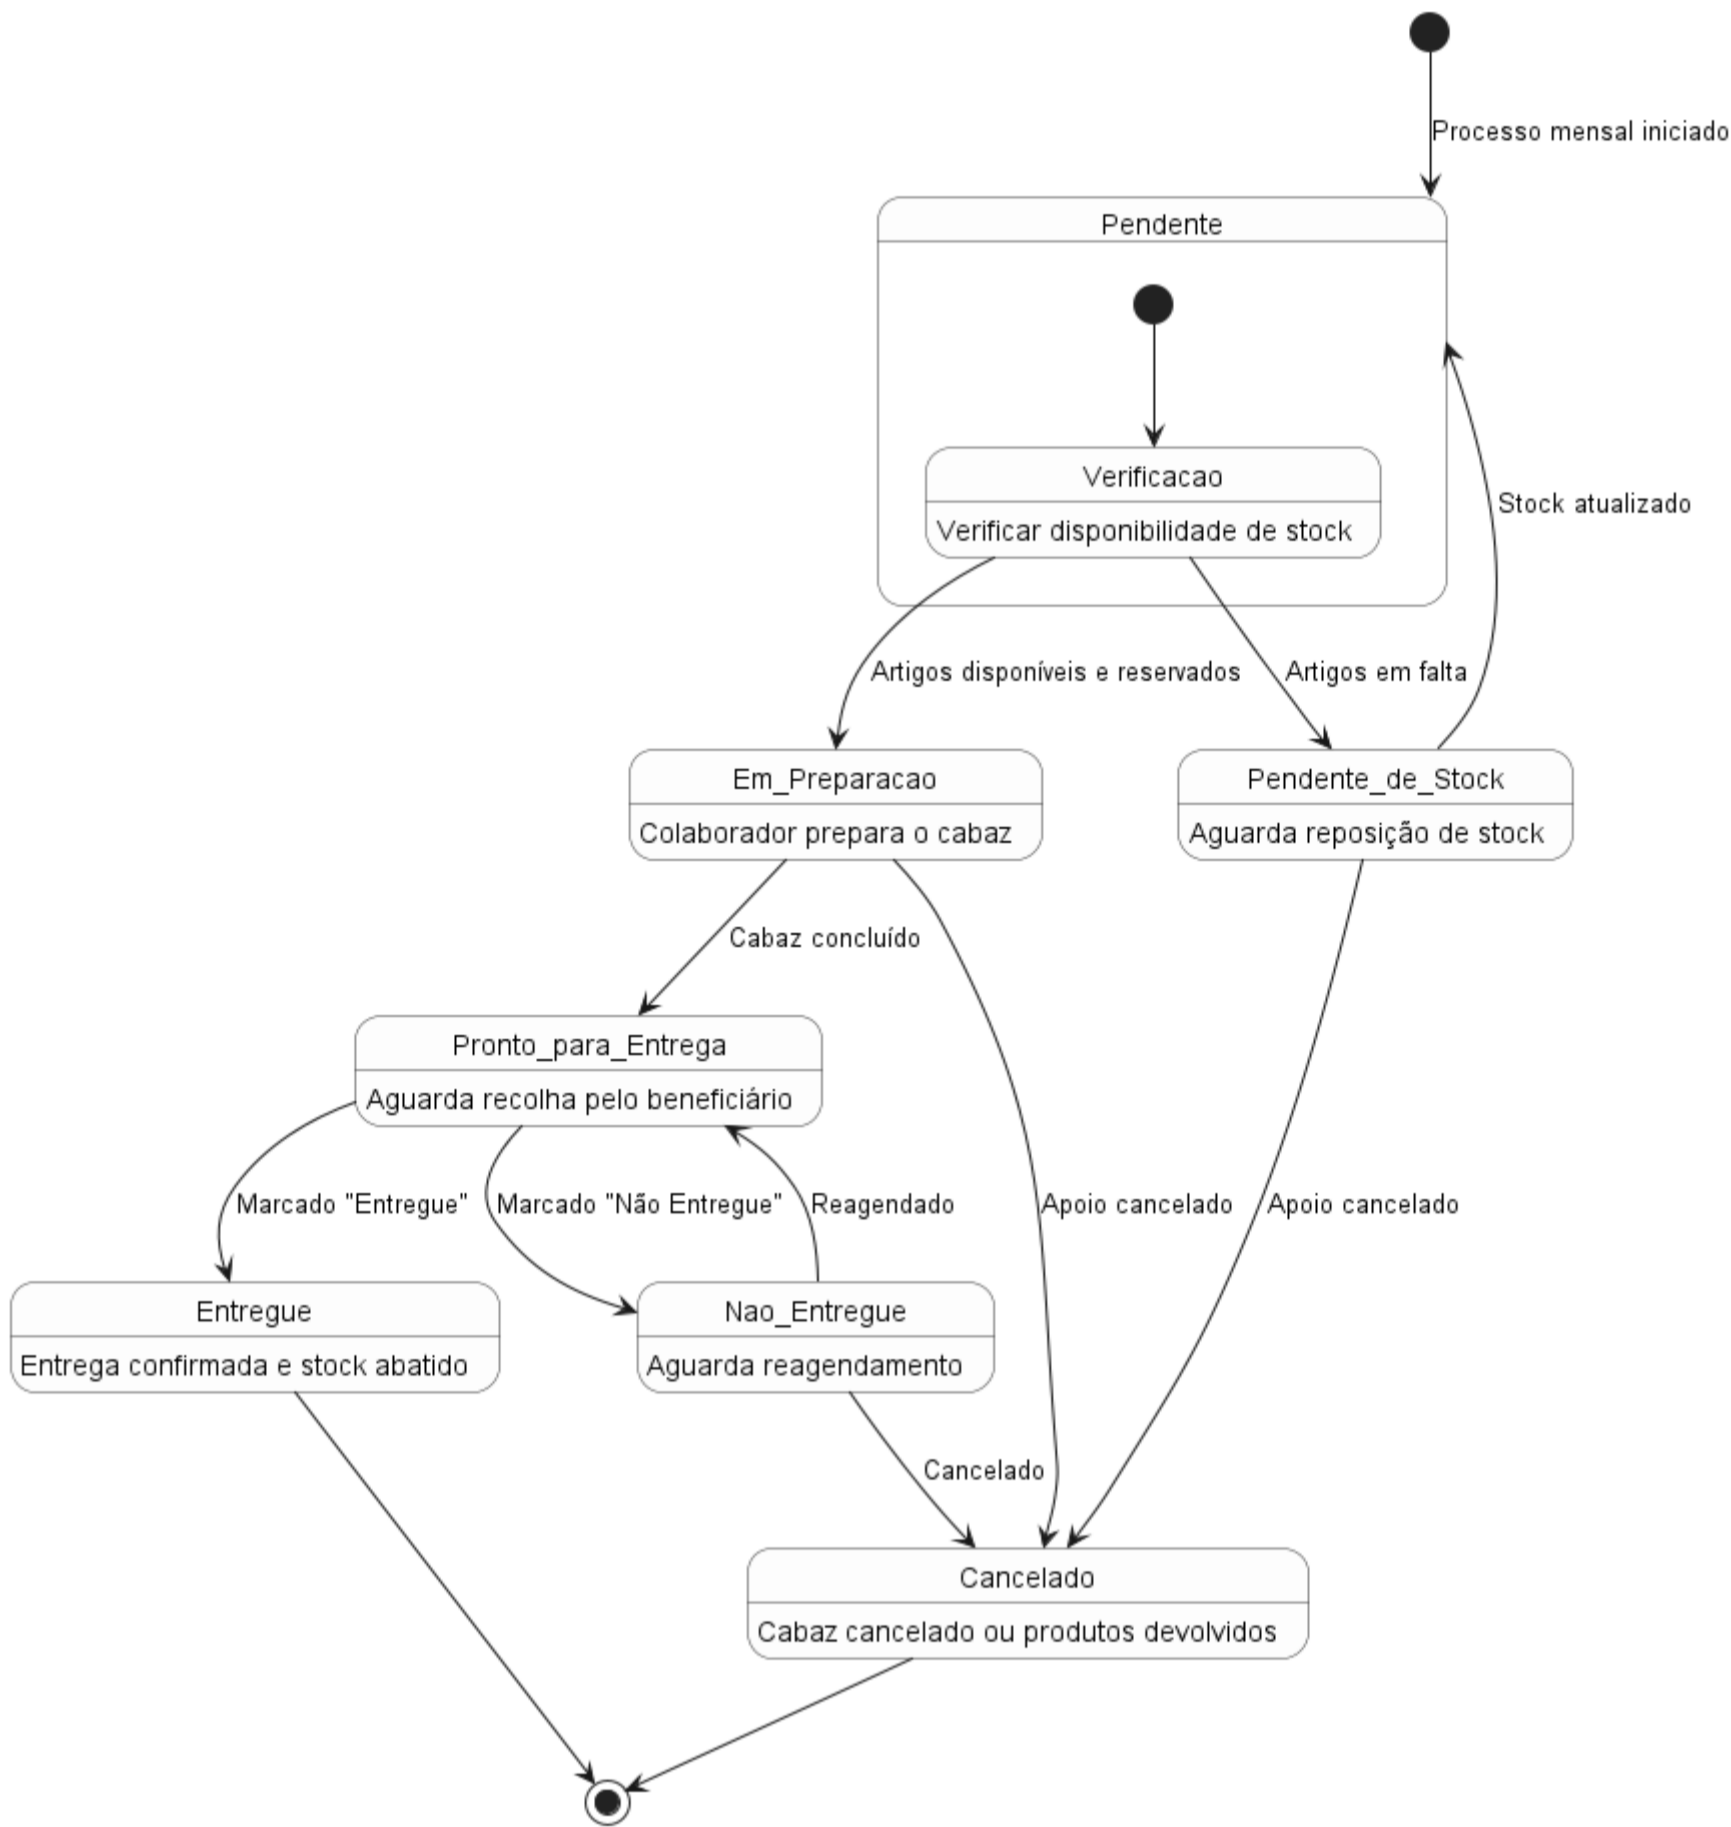 Processo mensal iniciado
Pendente
Verificacao
Verificar disponibilidade de stock
Stock atualizado
Artigos disponíveis e reservados
Artigos em falta
Em_Preparacao
Colaborador prepara o cabaz
Pendente_de_Stock
Aguarda reposição de stock
Cabaz concluído
Pronto_para_Entrega
Aguarda recolha pelo beneficiário
Marcado "Entregue"
Marcado "Não Entregue"
Reagendado
Apoio cancelado
Apoio cancelado
Entregue
Entrega confirmada e stock abatido
Nao_Entregue
Aguarda reagendamento
Cancelado
Cancelado
Cabaz cancelado ou produtos devolvidos